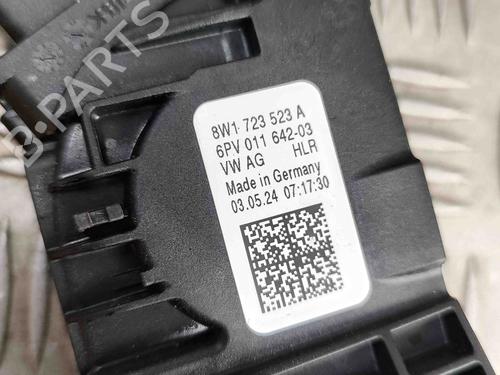 B-PARTS
8W1 723 523 A
6PV 011 642-03
VW AG HLR
Made in Germany
03.05.24 07:17:30